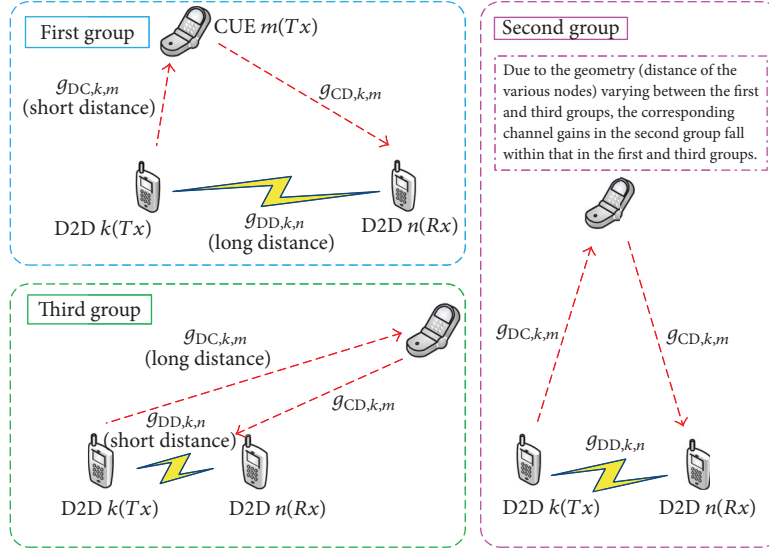 First group
CUE m(Tx)
g_DC,k,m
(short distance)
g_CD,k,m
g_DD,k,n
(long distance)
D2D k(Tx)
D2D n(Rx)
Third group
g_DC,k,m
(long distance)
g_CD,k,m
g_DD,k,n
(short distance)
D2D k(Tx)
D2D n(Rx)
Second group
Due to the geometry (distance of the
various nodes) varying between the first
and third groups, the corresponding
channel gains in the second group fall
within that in the first and third groups.
g_DC,k,m
g_CD,k,m
g_DD,k,n
D2D k(Tx)
D2D n(Rx)